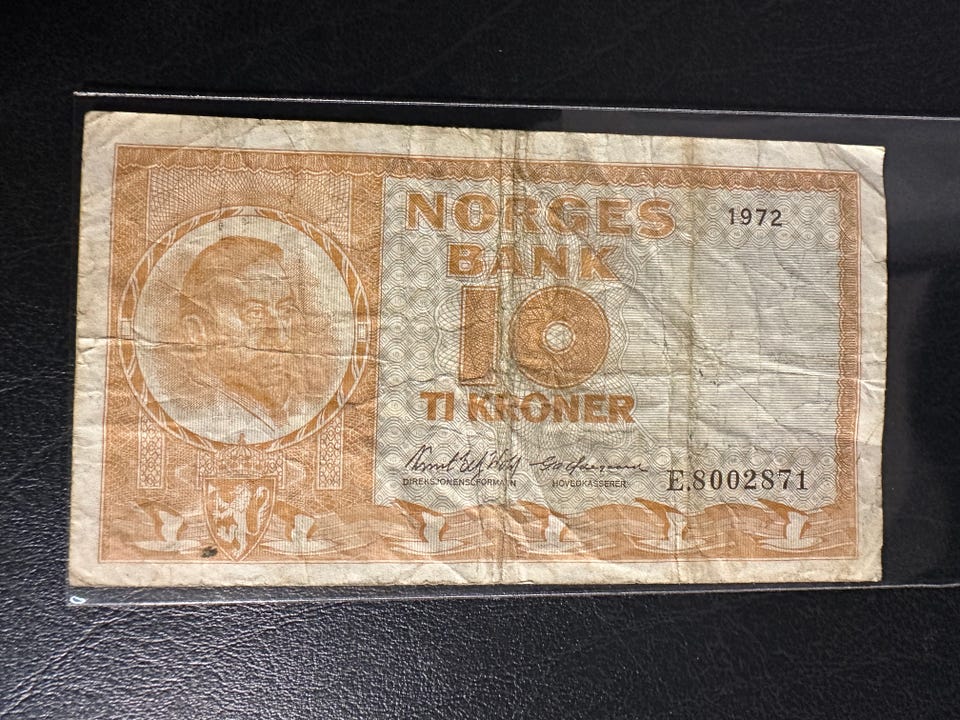 NORGES
BANK
1972
10
TI KRONER
DIREKSJONENS FORMANN
HOVEDKASSERER
E.8002871